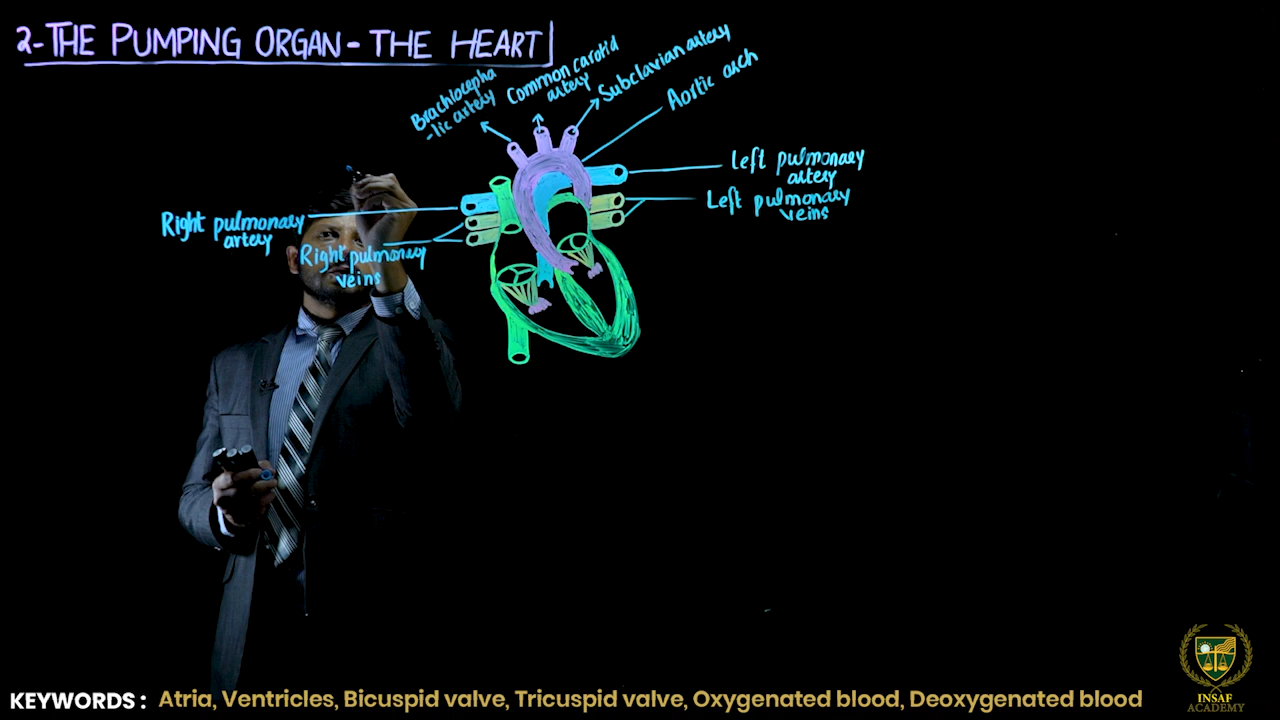 2-THE PUMPING ORGAN - THE HEART
Brachiocepha
-lic artery
Common carotid
artery
Subclavian artery
Aortic arch
Left pulmonary
artery
Left pulmonary
veins
Right pulmonary
artery
Right pulmonary
veins
KEYWORDS : Atria, Ventricles, Bicuspid valve, Tricuspid valve, Oxygenated blood, Deoxygenated blood
INSAF
ACADEMY